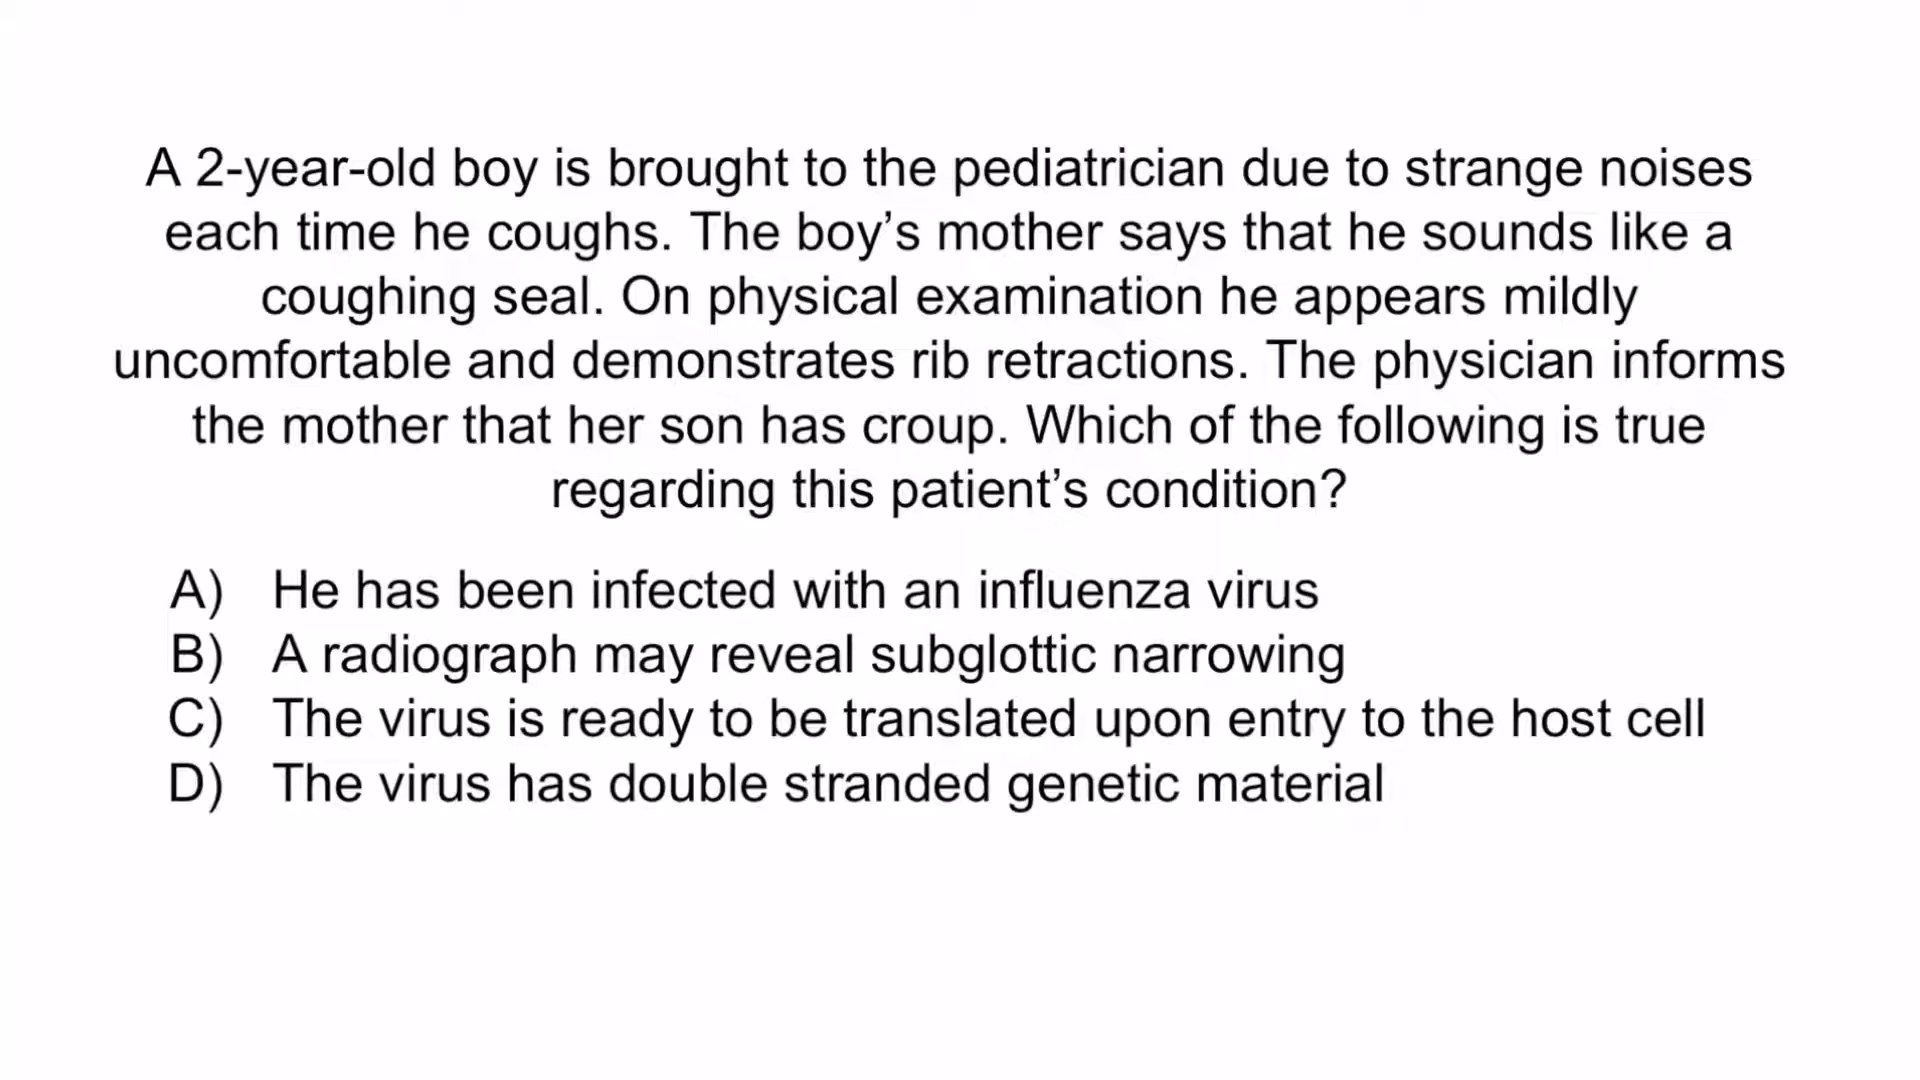 A 2-year-old boy is brought to the pediatrician due to strange noises
each time he coughs. The boy’s mother says that he sounds like a
coughing seal. On physical examination he appears mildly
uncomfortable and demonstrates rib retractions. The physician informs
the mother that her son has croup. Which of the following is true
regarding this patient’s condition?
A) He has been infected with an influenza virus
B) A radiograph may reveal subglottic narrowing
C) The virus is ready to be translated upon entry to the host cell
D) The virus has double stranded genetic material